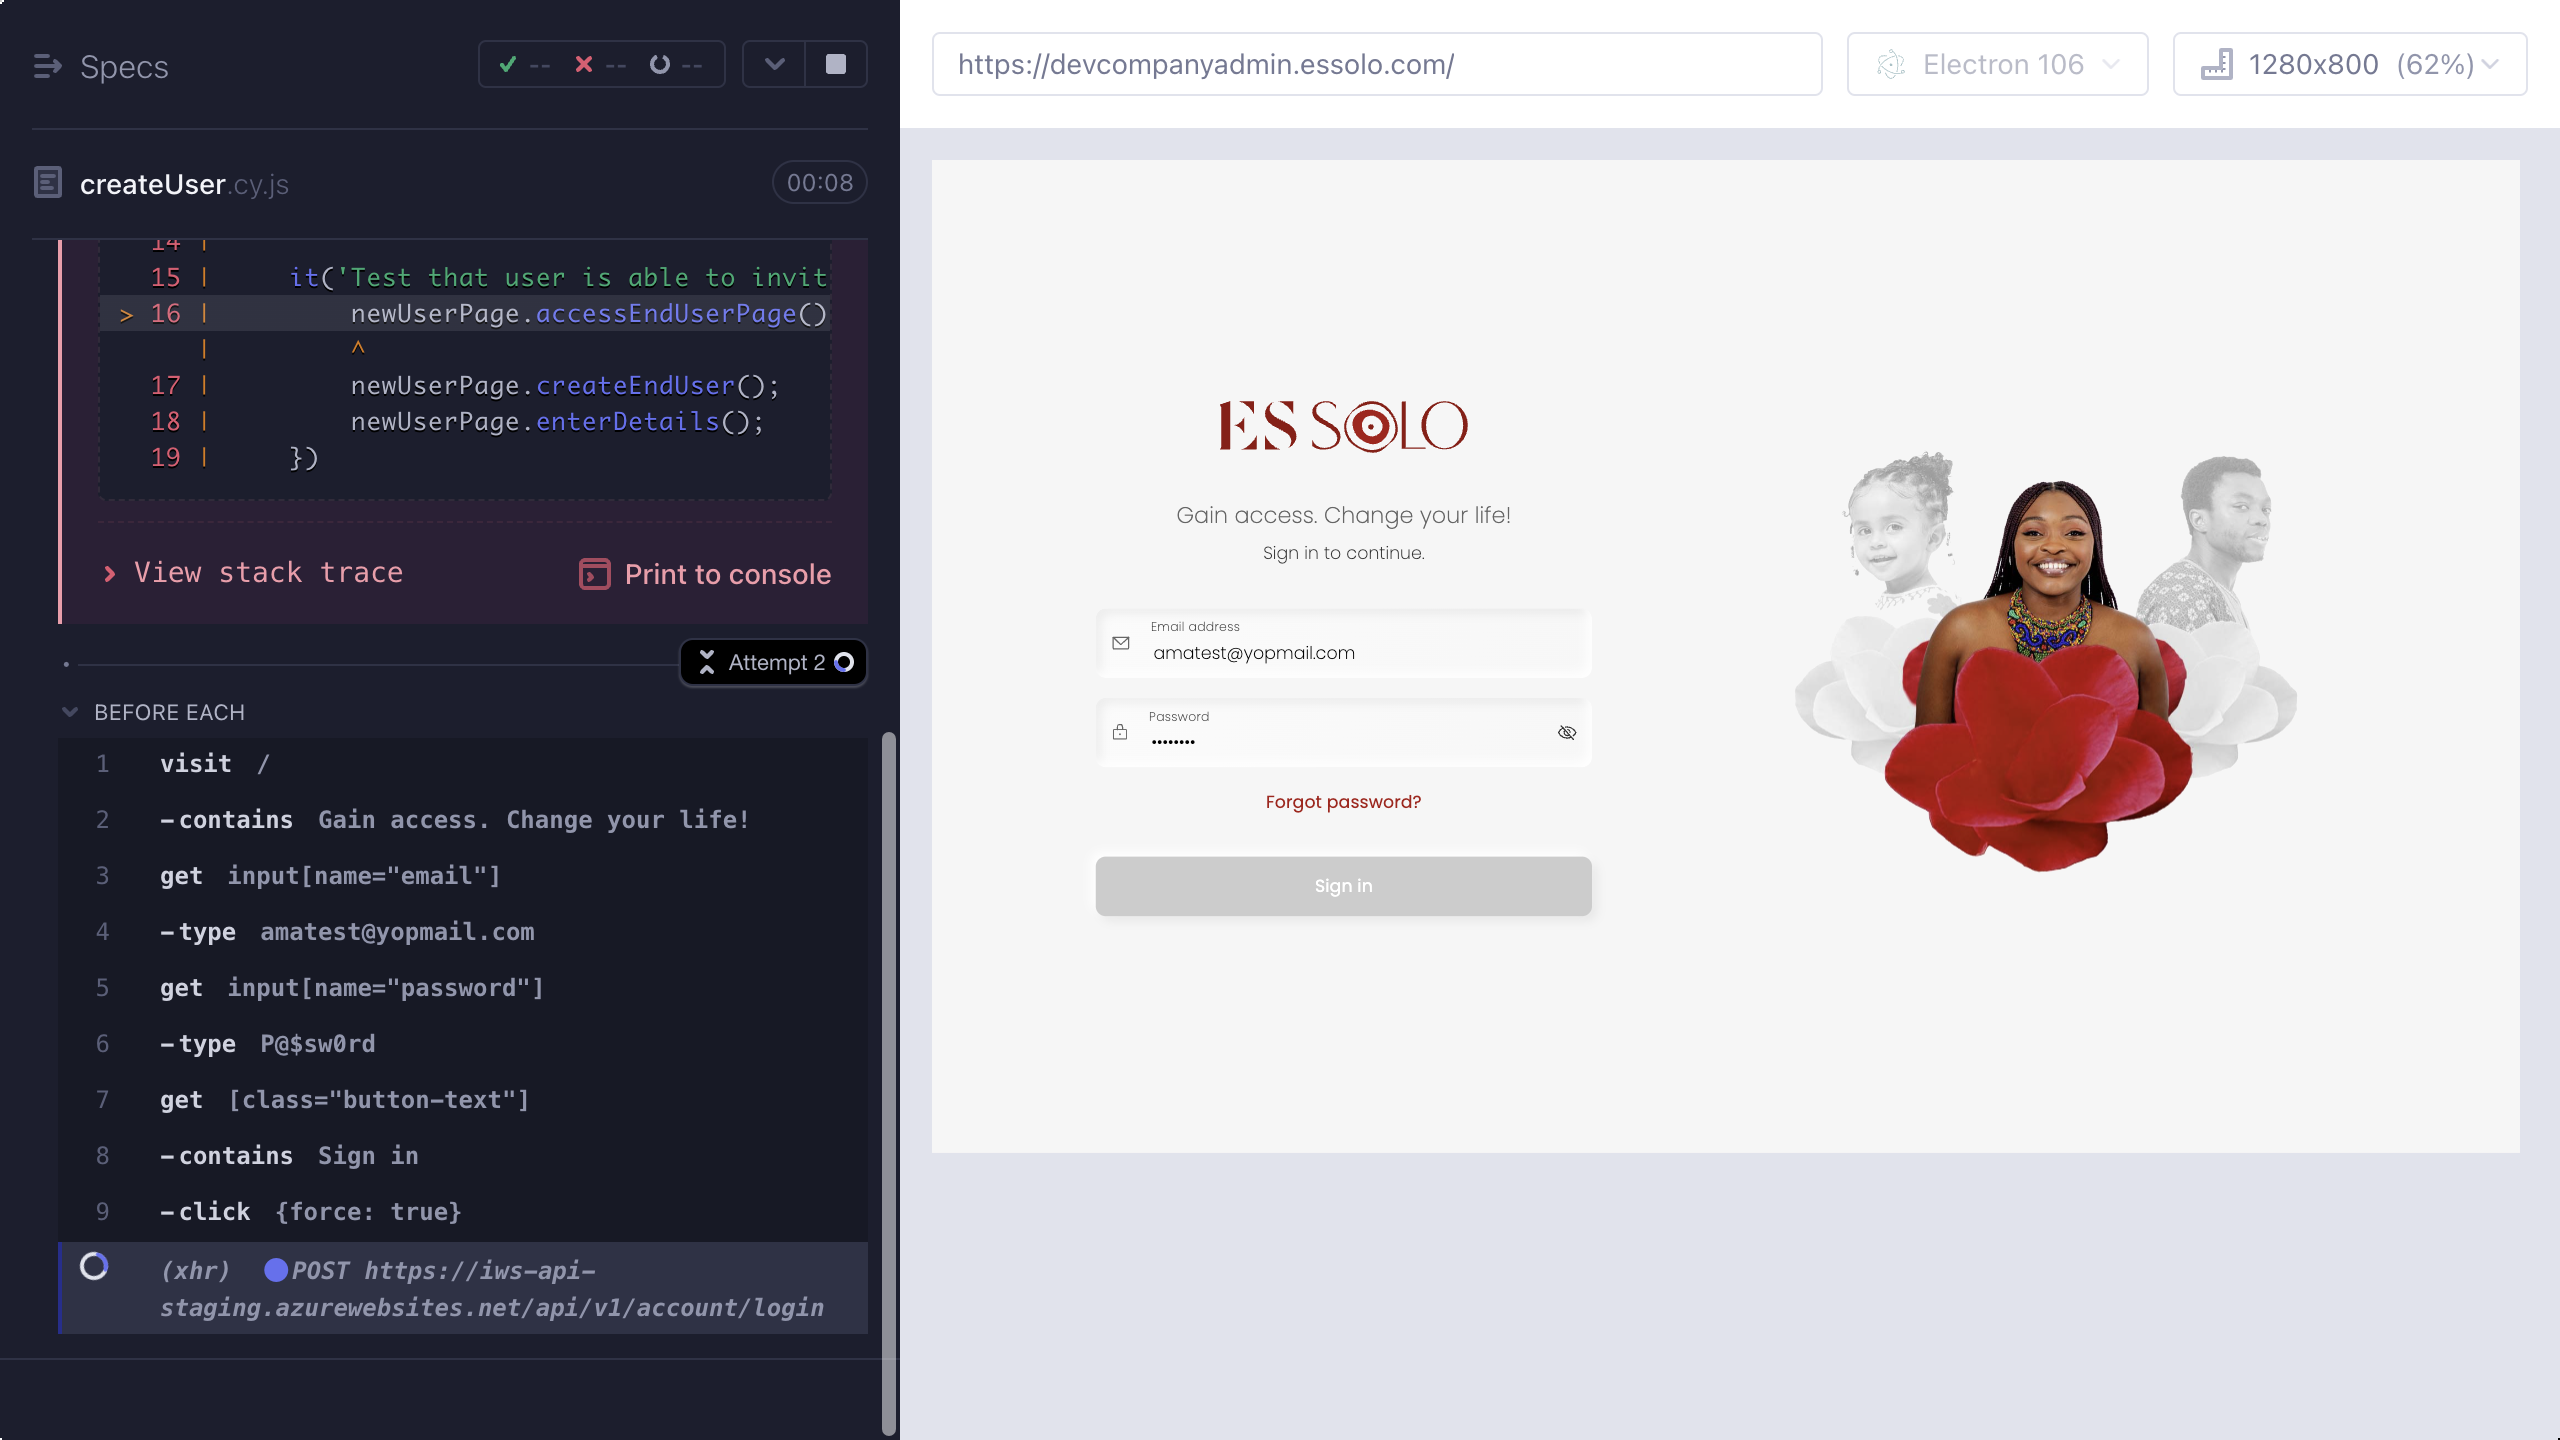 Specs
-- -- --
createUser.cy.js
00:08
14 |
15 | it('Test that user is able to invit
> 16 | newUserPage.accessEndUserPage()
| ^
17 | newUserPage.createEndUser();
18 | newUserPage.enterDetails();
19 | })
View stack trace
Print to console
Attempt 2
BEFORE EACH
1 visit /
2 -contains Gain access. Change your life!
3 get input[name="email"]
4 -type amatest@yopmail.com
5 get input[name="password"]
6 -type P@$sw0rd
7 get [class="button-text"]
8 -contains Sign in
9 -click {force: true}
(xhr) POST https://iws-api-
staging.azurewebsites.net/api/v1/account/login
https://devcompanyadmin.essolo.com/
Electron 106
1280x800 (62%)
ES SOLO
Gain access. Change your life!
Sign in to continue.
Email address
amatest@yopmail.com
Password
••••••••
Forgot password?
Sign in